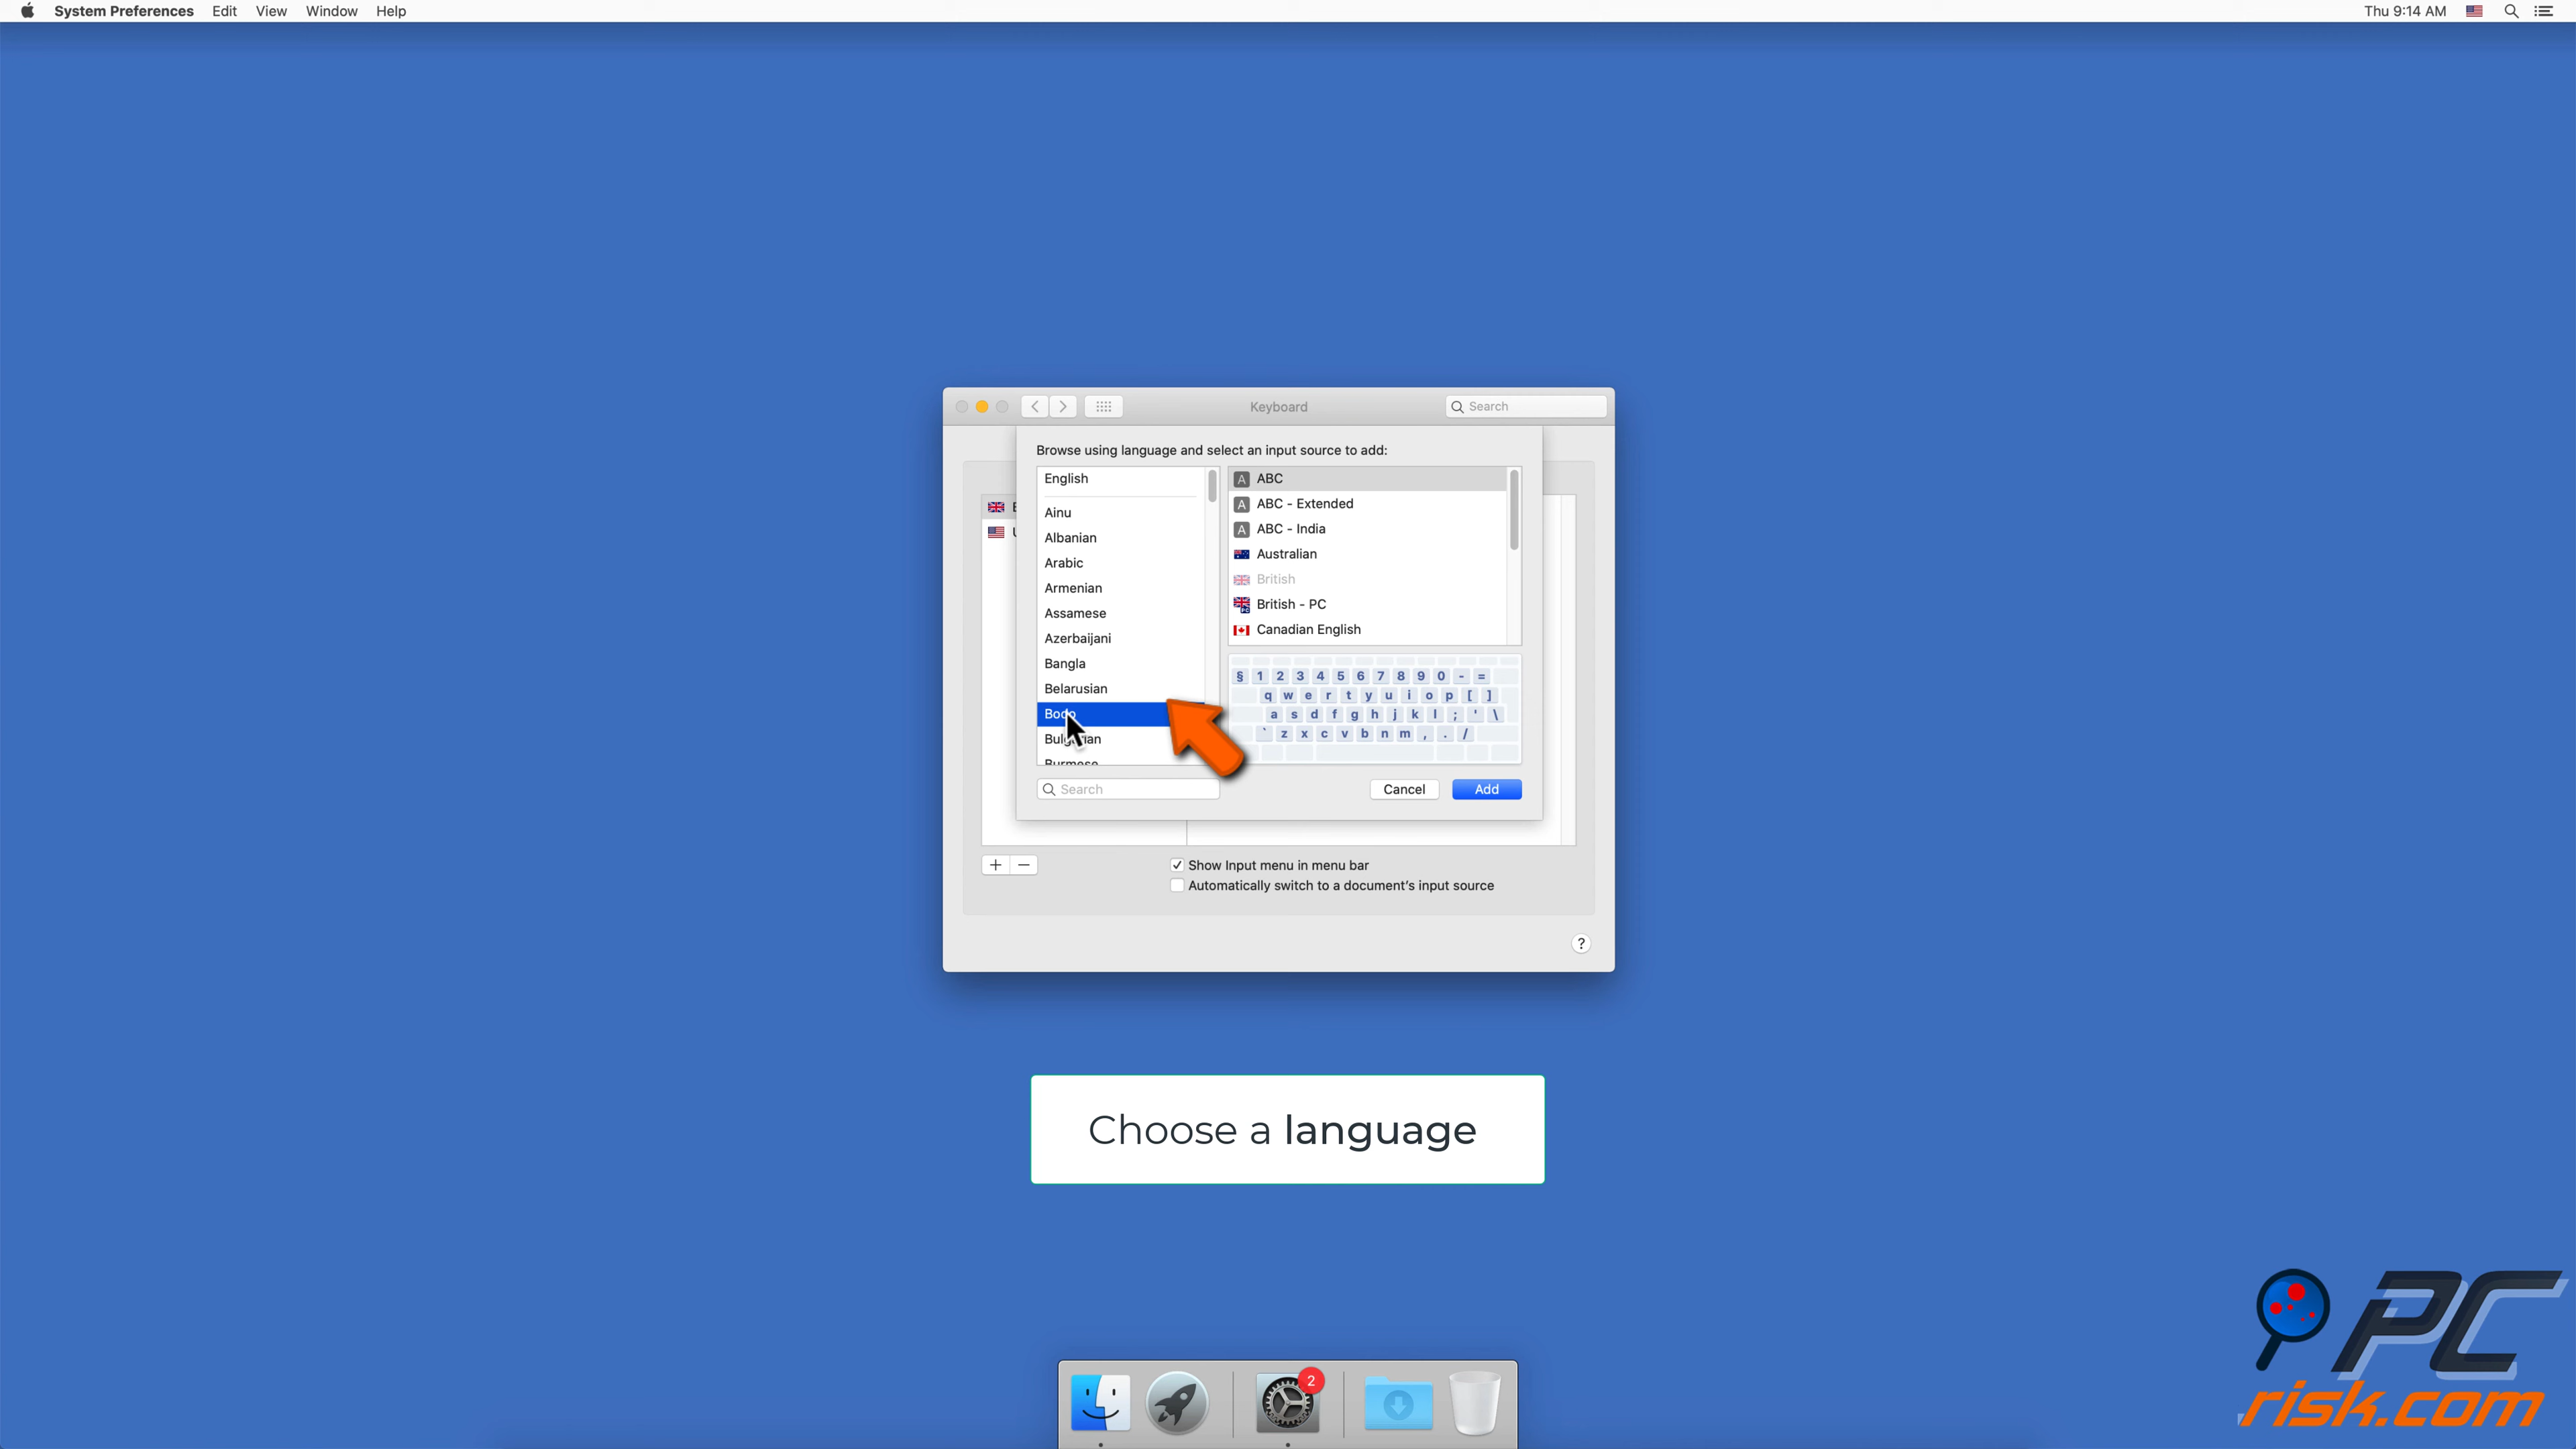 System Preferences Edit View Window Help
Thu 9:14 AM
Keyboard
Search
Browse using language and select an input source to add:
English
Ainu
Albanian
Arabic
Armenian
Assamese
Azerbaijani
Bangla
Belarusian
Bodo
Bulgarian
Burmese
A ABC
A ABC - Extended
A ABC - India
Australian
British
British - PC
Canadian English
§ 1 2 3 4 5 6 7 8 9 0 - =
q w e r t y u i o p [ ]
a s d f g h j k l ; ' \
` z x c v b n m , . /
Search
Cancel
Add
+ −
Show Input menu in menu bar
Automatically switch to a document's input source
?
Choose a language
2
PC
risk.com